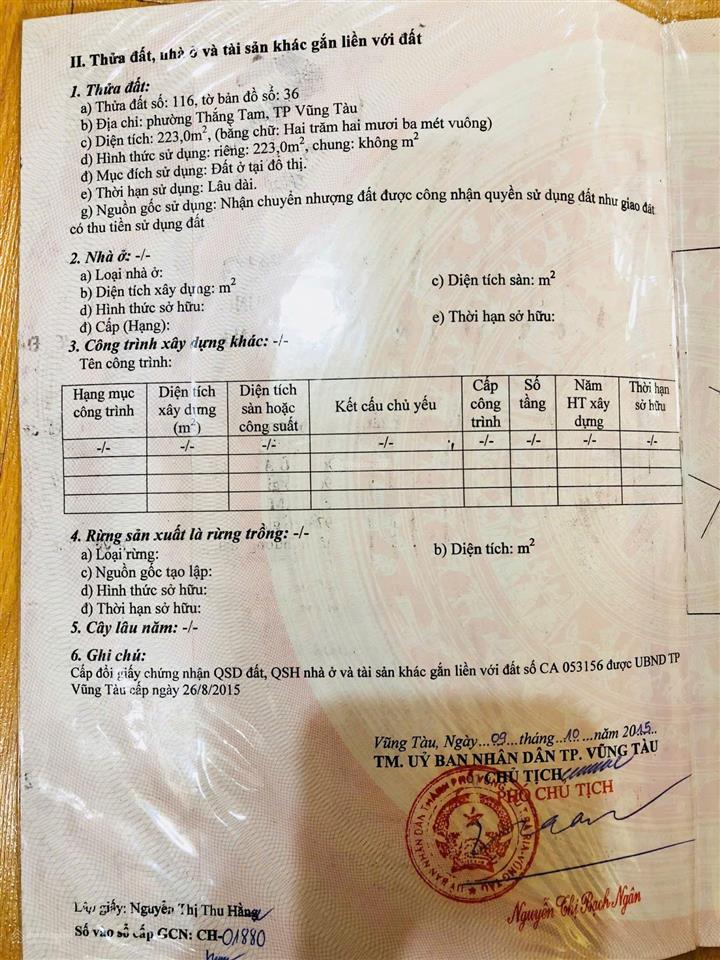 II. Thửa đất, nhà ở và tài sản khác gắn liền với đất
1. Thửa đất:
a) Thửa đất số: 116, tờ bản đồ số: 36
b) Địa chỉ: phường Thắng Tam, TP Vũng Tàu
c) Diện tích: 223,0m², (bằng chữ: Hai trăm hai mươi ba mét vuông)
d) Hình thức sử dụng: riêng: 223,0m², chung: không m²
đ) Mục đích sử dụng: Đất ở tại đô thị.
e) Thời hạn sử dụng: Lâu dài.
g) Nguồn gốc sử dụng: Nhận chuyển nhượng đất được công nhận quyền sử dụng đất như giao đất
có thu tiền sử dụng đất
2. Nhà ở: -/-
a) Loại nhà ở:
b) Diện tích xây dựng: m² c) Diện tích sàn: m²
d) Hình thức sở hữu:
đ) Cấp (Hạng): e) Thời hạn sở hữu:
3. Công trình xây dựng khác: -/-
Tên công trình:
Hạng mục Diện tích Diện tích Kết cấu chủ yếu Cấp Số Năm Thời hạn
công trình xây dựng sàn hoặc công tầng HT xây sở hữu
(m²) công suất trình dựng
-/- -/- -/- -/- -/- -/- -/- -/-
4. Rừng sản xuất là rừng trồng: -/-
a) Loại rừng: b) Diện tích: m²
c) Nguồn gốc tạo lập:
d) Hình thức sở hữu:
đ) Thời hạn sở hữu:
5. Cây lâu năm: -/-
6. Ghi chú:
Cấp đổi giấy chứng nhận QSD đất, QSH nhà ở và tài sản khác gắn liền với đất số CA 053156 được UBND TP
Vũng Tàu cấp ngày 26/8/2015
Vũng Tàu, Ngày...09...tháng.10...năm 2015
TM. UỶ BAN NHÂN DÂN TP. VŨNG TÀU
CHỦ TỊCH
PHÓ CHỦ TỊCH
Nguyễn Thị Bạch Ngân
Lập giấy: Nguyễn Thị Thu Hằng
Số vào sổ cấp GCN: CH-01880